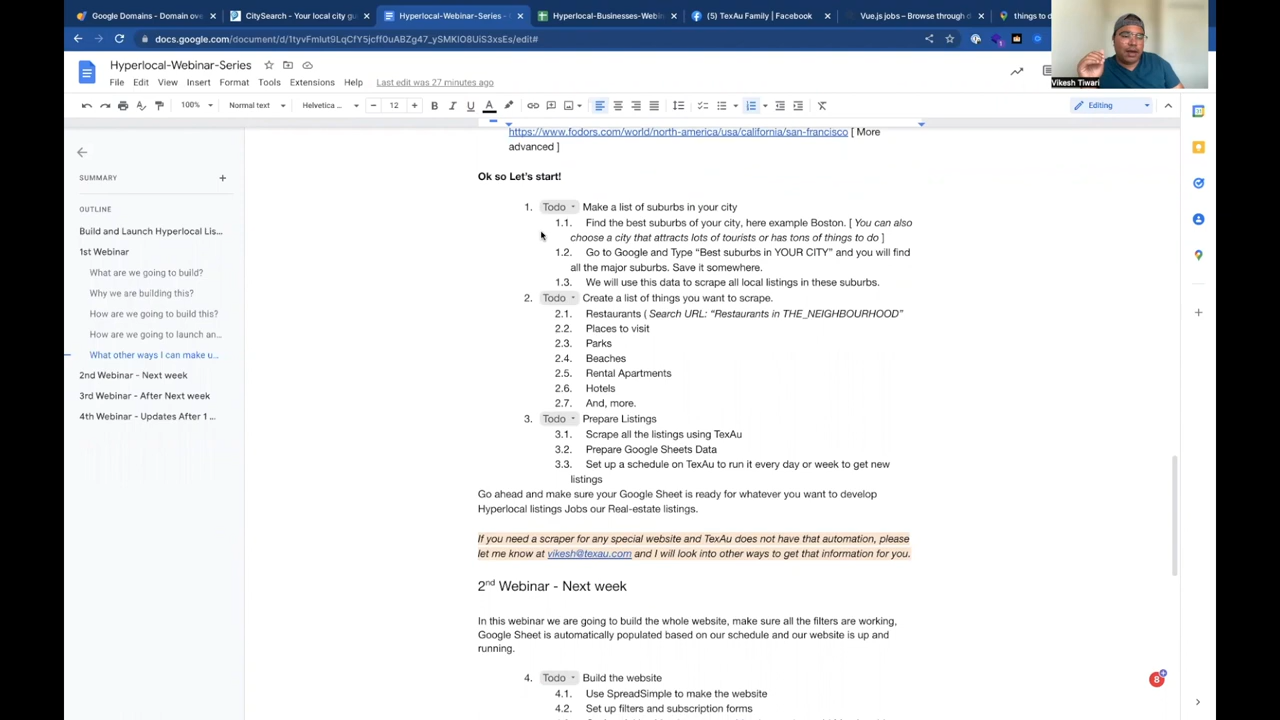 Google Domains - Domain ove
CitySearch - Your local city gu
Hyperlocal-Webinar-Series - G
Hyperlocal-Businesses-Webin
(5) TexAu Family | Facebook
Vue.js jobs – Browse through d
things to d
docs.google.com/document/d/1tyvFmIut9LqCfY5jcff0uABZg47_ySMKIO8UiS3xsEs/edit#
Vikesh Tiwari
Hyperlocal-Webinar-Series
File Edit View Insert Format Tools Extensions Help Last edit was 27 minutes ago
100% Normal text Helvetica ... 12 B I U A Editing
SUMMARY
OUTLINE
Build and Launch Hyperlocal Lis...
1st Webinar
What are we going to build?
Why we are building this?
How are we going to build this?
How are we going to launch an...
What other ways I can make u...
2nd Webinar - Next week
3rd Webinar - After Next week
4th Webinar - Updates After 1 ...
https://www.fodors.com/world/north-america/usa/california/san-francisco [ More
advanced ]
Ok so Let's start!
1. Todo Make a list of suburbs in your city
1.1. Find the best suburbs of your city, here example Boston. [ You can also
choose a city that attracts lots of tourists or has tons of things to do ]
1.2. Go to Google and Type “Best suburbs in YOUR CITY” and you will find
all the major suburbs. Save it somewhere.
1.3. We will use this data to scrape all local listings in these suburbs.
2. Todo Create a list of things you want to scrape.
2.1. Restaurants ( Search URL: “Restaurants in THE_NEIGHBOURHOOD”
2.2. Places to visit
2.3. Parks
2.4. Beaches
2.5. Rental Apartments
2.6. Hotels
2.7. And, more.
3. Todo Prepare Listings
3.1. Scrape all the listings using TexAu
3.2. Prepare Google Sheets Data
3.3. Set up a schedule on TexAu to run it every day or week to get new
listings
Go ahead and make sure your Google Sheet is ready for whatever you want to develop
Hyperlocal listings Jobs our Real-estate listings.
If you need a scraper for any special website and TexAu does not have that automation, please
let me know at vikesh@texau.com and I will look into other ways to get that information for you.
2nd Webinar - Next week
In this webinar we are going to build the whole website, make sure all the filters are working,
Google Sheet is automatically populated based on our schedule and our website is up and
running.
4. Todo Build the website
4.1. Use SpreadSimple to make the website
4.2. Set up filters and subscription forms
8